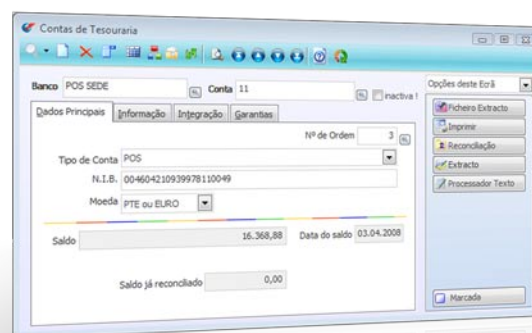 Contas de Tesouraria
Banco POS SEDE Conta 11 inactiva !
Opções deste Ecrã
Dados Principais Informação Integração Garantias
Ficheiro Extracto
Imprimir
Reconciliação
Extracto
Processador Texto
Nº de Ordem 3
Tipo de Conta POS
N.I.B. 004604210939978110049
Moeda PTE ou EURO
Saldo 16.368,88 Data do saldo 03.04.2008
Saldo já reconciliado 0,00
Marcada